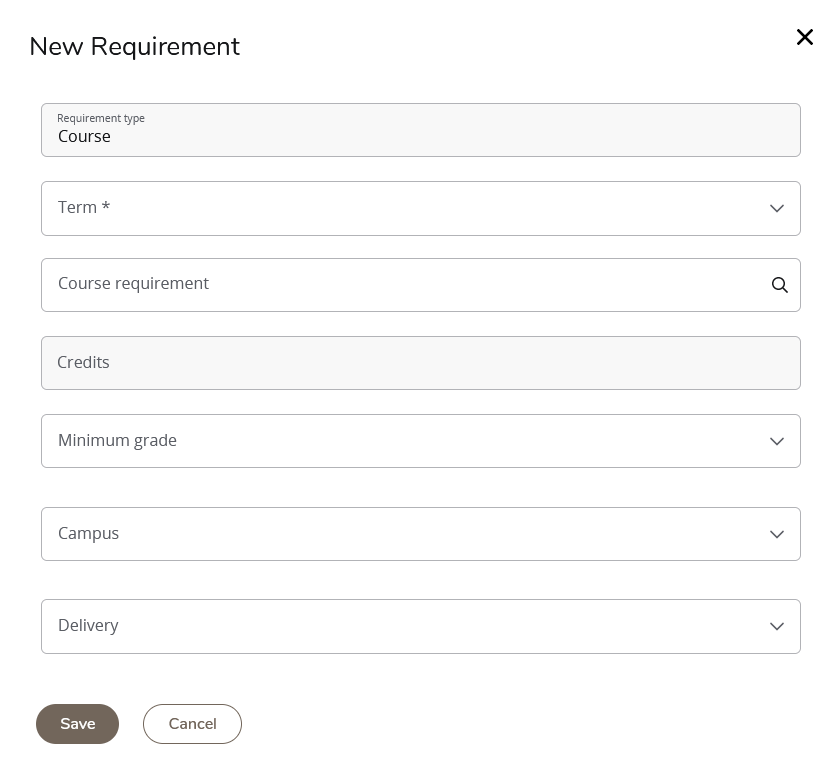 New Requirement
Requirement type
Course
Term *
Course requirement
Credits
Minimum grade
Campus
Delivery
Save
Cancel